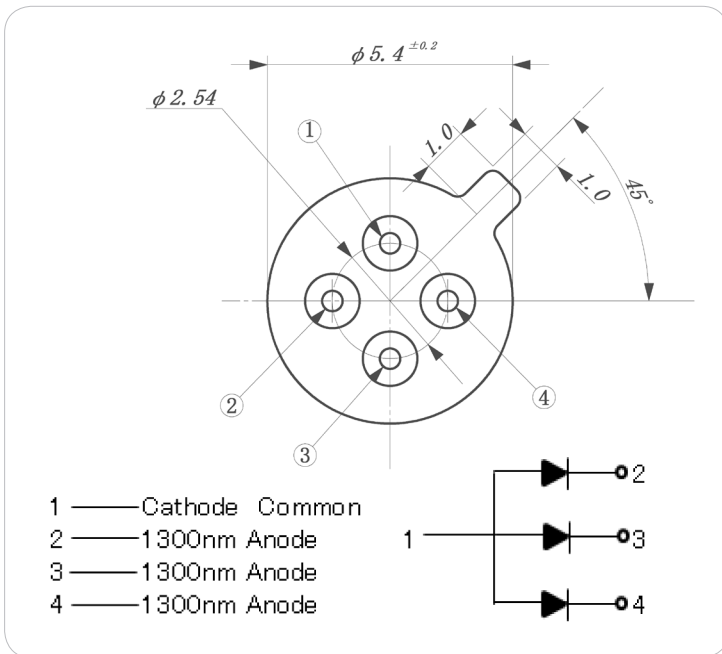 φ5.4 ±0.2
φ2.54
①
1.0
1.0
45°
②
④
③
1 Cathode Common
2 1300nm Anode
3 1300nm Anode
4 1300nm Anode
1
2
3
4